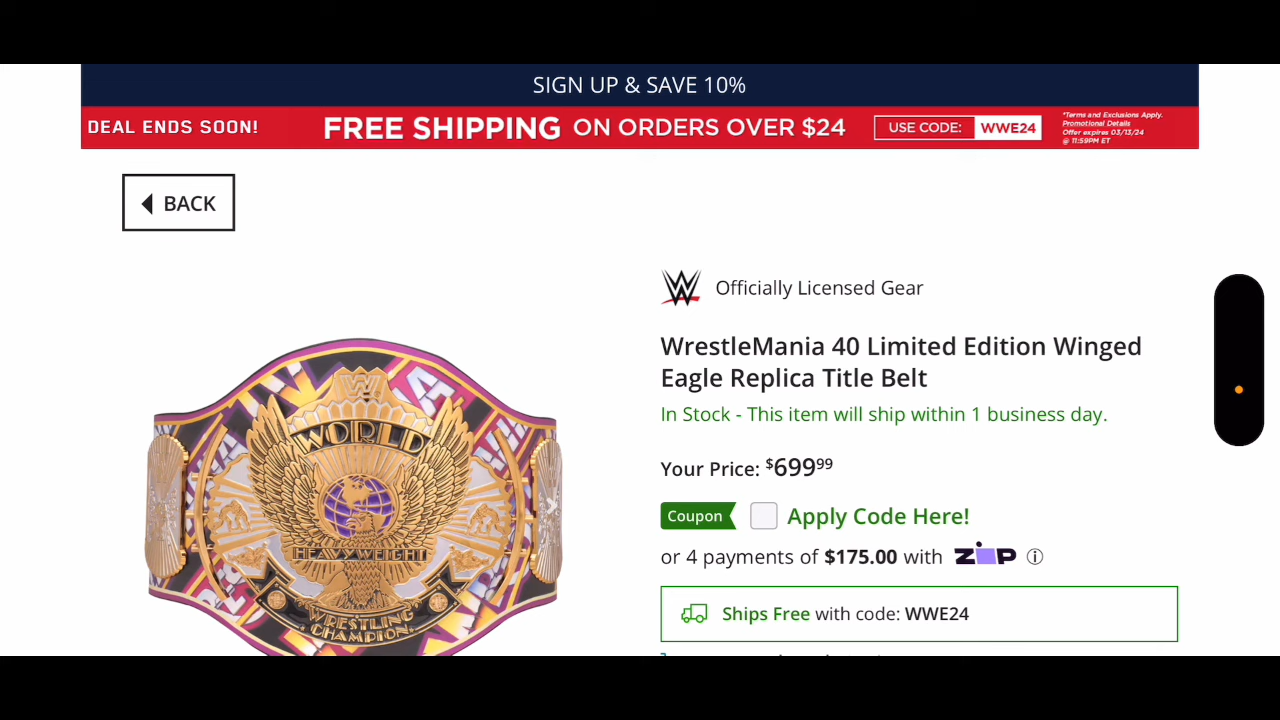 SIGN UP & SAVE 10%
DEAL ENDS SOON!
FREE SHIPPING ON ORDERS OVER $24
USE CODE: WWE24
*Terms and Exclusions Apply.
Promotional Details
Offer expires 03/13/24
@ 11:59PM ET
BACK
Officially Licensed Gear
WrestleMania 40 Limited Edition Winged
Eagle Replica Title Belt
In Stock - This item will ship within 1 business day.
Your Price: $699.99
Coupon Apply Code Here!
or 4 payments of $175.00 with ZIP
Ships Free with code: WWE24
WORLD
HEAVYWEIGHT
WRESTLING
CHAMPION